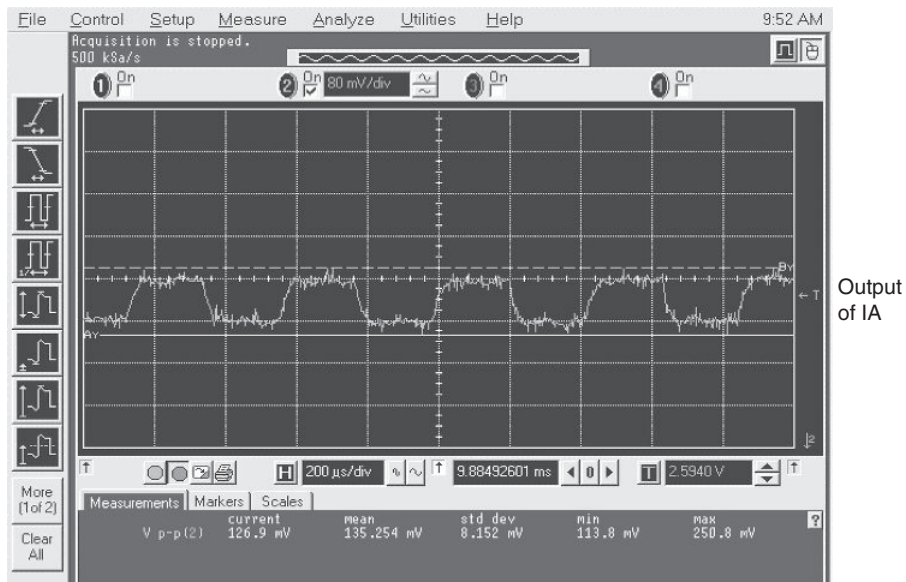 File Control Setup Measure Analyze Utilities Help 9:52 AM
Acquisition is stopped.
500 kSa/s
1 On 2 On 80 mV/div 3 On 4 On
By
T
Output
of IA
Ay
2
H 200 µs/div 9.88492601 ms 0 T 2.5940 V
More
(1of 2)
Clear
All
Measurements Markers Scales
current mean std dev min max
V p-p(2) 126.9 mV 135.254 mV 8.152 mV 113.8 mV 250.8 mV
?